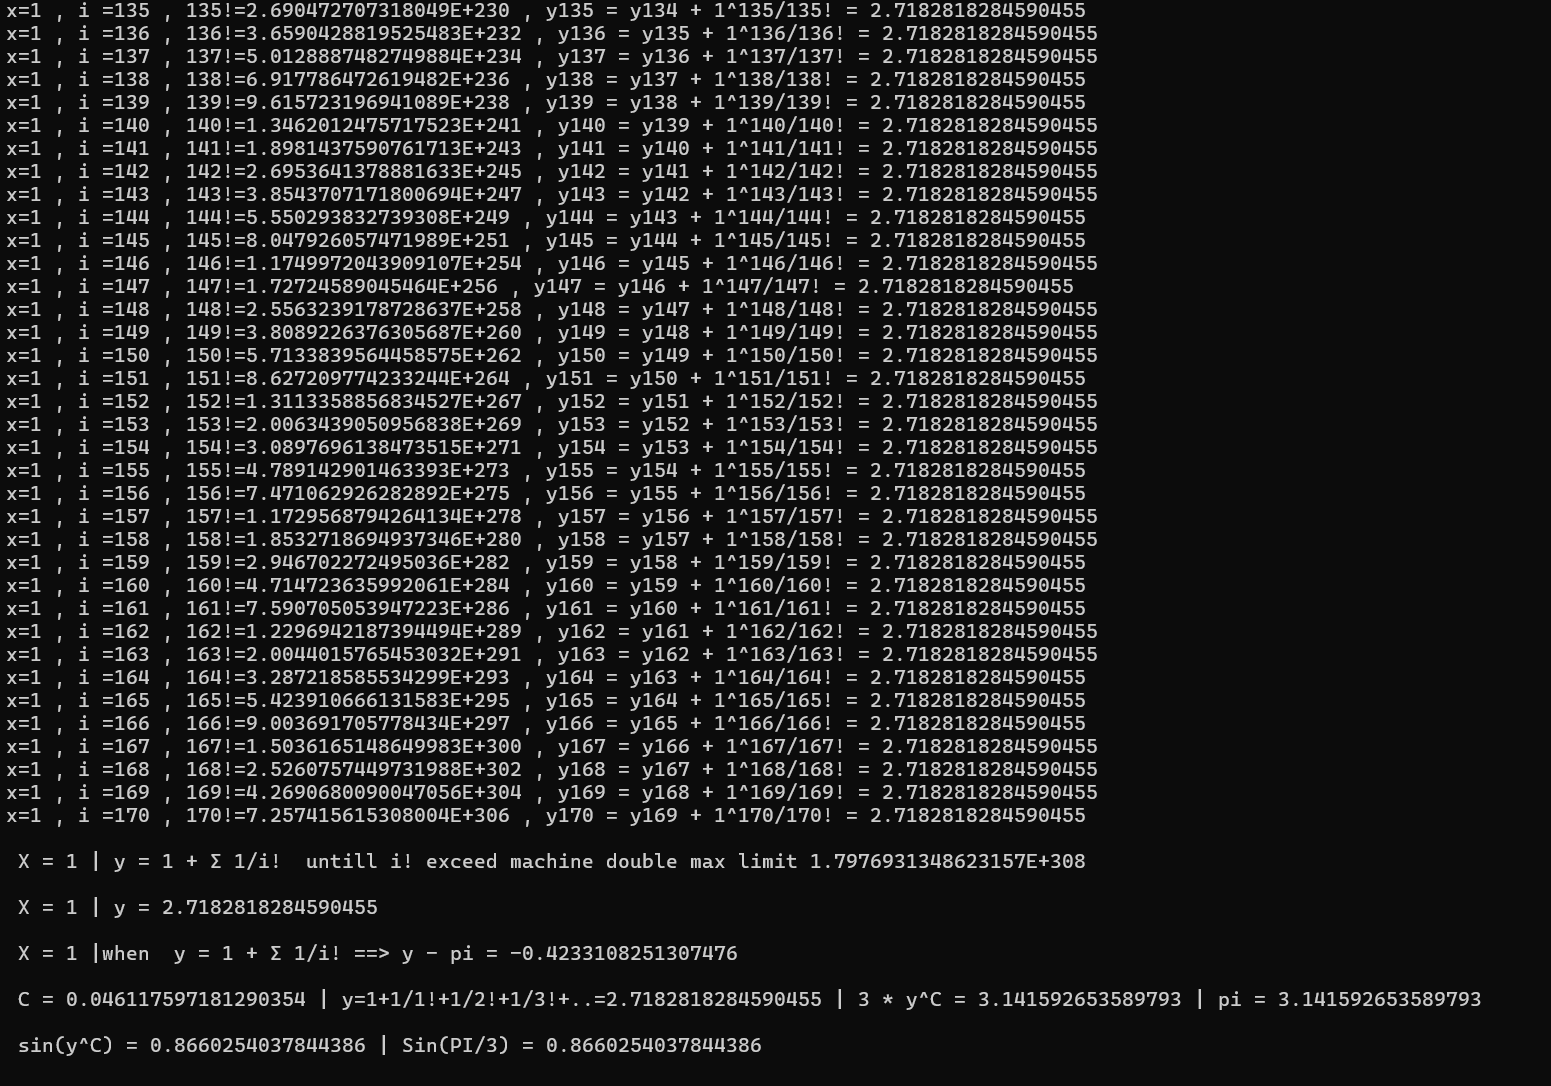 x=1 , i =135 , 135!=2.690472707318049E+230 , y135 = y134 + 1^135/135! = 2.7182818284590455
x=1 , i =136 , 136!=3.6590428819525483E+232 , y136 = y135 + 1^136/136! = 2.7182818284590455
x=1 , i =137 , 137!=5.0128887482749884E+234 , y137 = y136 + 1^137/137! = 2.7182818284590455
x=1 , i =138 , 138!=6.917786472619482E+236 , y138 = y137 + 1^138/138! = 2.7182818284590455
x=1 , i =139 , 139!=9.615723196941089E+238 , y139 = y138 + 1^139/139! = 2.7182818284590455
x=1 , i =140 , 140!=1.3462012475717523E+241 , y140 = y139 + 1^140/140! = 2.7182818284590455
x=1 , i =141 , 141!=1.8981437590761713E+243 , y141 = y140 + 1^141/141! = 2.7182818284590455
x=1 , i =142 , 142!=2.6953641378881633E+245 , y142 = y141 + 1^142/142! = 2.7182818284590455
x=1 , i =143 , 143!=3.8543707171800694E+247 , y143 = y142 + 1^143/143! = 2.7182818284590455
x=1 , i =144 , 144!=5.550293832739308E+249 , y144 = y143 + 1^144/144! = 2.7182818284590455
x=1 , i =145 , 145!=8.047926057471989E+251 , y145 = y144 + 1^145/145! = 2.7182818284590455
x=1 , i =146 , 146!=1.1749972043909107E+254 , y146 = y145 + 1^146/146! = 2.7182818284590455
x=1 , i =147 , 147!=1.727245890454​64E+256 , y147 = y146 + 1^147/147! = 2.7182818284590455
x=1 , i =148 , 148!=2.5563239178728637E+258 , y148 = y147 + 1^148/148! = 2.7182818284590455
x=1 , i =149 , 149!=3.8089226376305687E+260 , y149 = y148 + 1^149/149! = 2.7182818284590455
x=1 , i =150 , 150!=5.7133839564458575E+262 , y150 = y149 + 1^150/150! = 2.7182818284590455
x=1 , i =151 , 151!=8.627209774233244E+264 , y151 = y150 + 1^151/151! = 2.7182818284590455
x=1 , i =152 , 152!=1.3113358856834527E+267 , y152 = y151 + 1^152/152! = 2.7182818284590455
x=1 , i =153 , 153!=2.0063439050956838E+269 , y153 = y152 + 1^153/153! = 2.7182818284590455
x=1 , i =154 , 154!=3.0897696138473515E+271 , y154 = y153 + 1^154/154! = 2.7182818284590455
x=1 , i =155 , 155!=4.789142901463393E+273 , y155 = y154 + 1^155/155! = 2.7182818284590455
x=1 , i =156 , 156!=7.471062926282892E+275 , y156 = y155 + 1^156/156! = 2.7182818284590455
x=1 , i =157 , 157!=1.1729568794264134E+278 , y157 = y156 + 1^157/157! = 2.7182818284590455
x=1 , i =158 , 158!=1.8532718694937346E+280 , y158 = y157 + 1^158/158! = 2.7182818284590455
x=1 , i =159 , 159!=2.946702272495036E+282 , y159 = y158 + 1^159/159! = 2.7182818284590455
x=1 , i =160 , 160!=4.714723635992061E+284 , y160 = y159 + 1^160/160! = 2.7182818284590455
x=1 , i =161 , 161!=7.590705053947223E+286 , y161 = y160 + 1^161/161! = 2.7182818284590455
x=1 , i =162 , 162!=1.2296942187394494E+289 , y162 = y161 + 1^162/162! = 2.7182818284590455
x=1 , i =163 , 163!=2.0044015765453032E+291 , y163 = y162 + 1^163/163! = 2.7182818284590455
x=1 , i =164 , 164!=3.287218585534299E+293 , y164 = y163 + 1^164/164! = 2.7182818284590455
x=1 , i =165 , 165!=5.423910666131583E+295 , y165 = y164 + 1^165/165! = 2.7182818284590455
x=1 , i =166 , 166!=9.003691705778434E+297 , y166 = y165 + 1^166/166! = 2.7182818284590455
x=1 , i =167 , 167!=1.5036165148649983E+300 , y167 = y166 + 1^167/167! = 2.7182818284590455
x=1 , i =168 , 168!=2.5260757449731988E+302 , y168 = y167 + 1^168/168! = 2.7182818284590455
x=1 , i =169 , 169!=4.2690680090047056E+304 , y169 = y168 + 1^169/169! = 2.7182818284590455
x=1 , i =170 , 170!=7.257415615308004E+306 , y170 = y169 + 1^170/170! = 2.7182818284590455
X = 1 | y = 1 + Σ 1/i!  untill i! exceed machine double max limit 1.7976931348623157E+308
X = 1 | y = 2.7182818284590455
X = 1 |when  y = 1 + Σ 1/i! ==> y - pi = -0.4233108251307476
C = 0.046117597181290354 | y=1+1/1!+1/2!+1/3!+..=2.7182818284590455 | 3 * y^C = 3.141592653589793 | pi = 3.141592653589793
sin(y^C) = 0.8660254037844386 | Sin(PI/3) = 0.8660254037844386